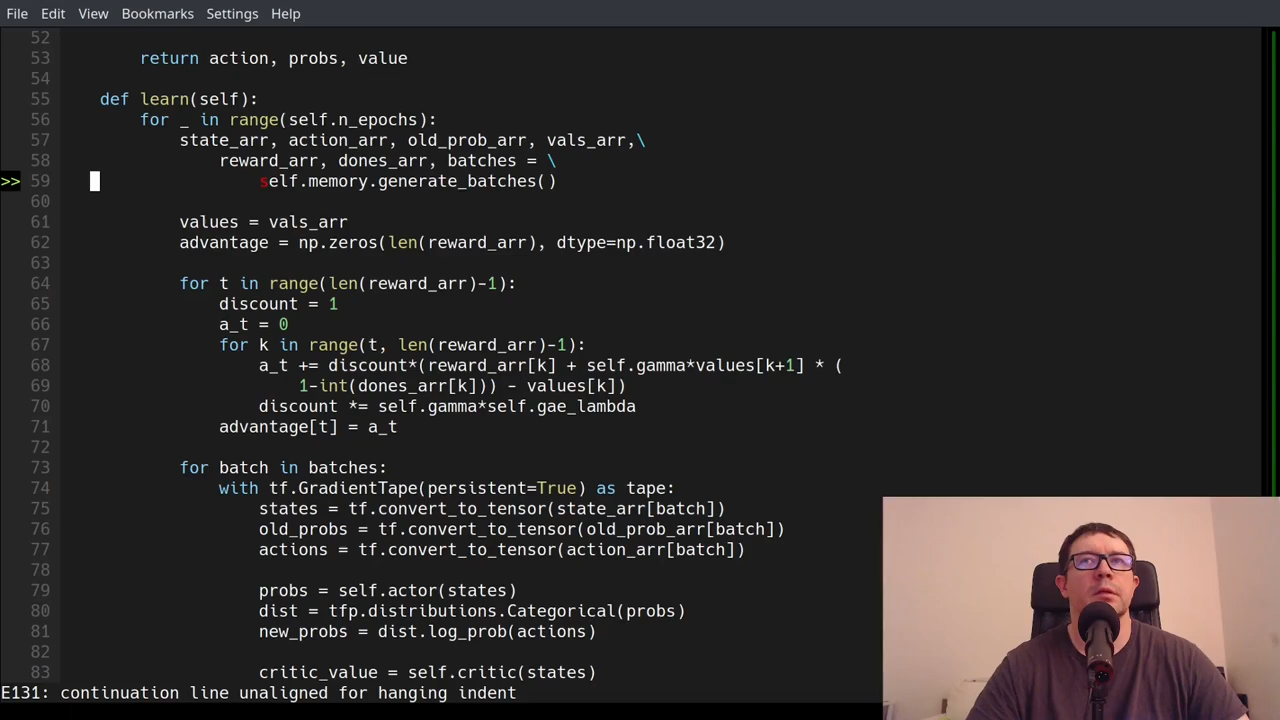 File Edit View Bookmarks Settings Help
52
53 return action, probs, value
54
55 def learn(self):
56 for _ in range(self.n_epochs):
57 state_arr, action_arr, old_prob_arr, vals_arr,\
58 reward_arr, dones_arr, batches = \
>> 59 self.memory.generate_batches()
60
61 values = vals_arr
62 advantage = np.zeros(len(reward_arr), dtype=np.float32)
63
64 for t in range(len(reward_arr)-1):
65 discount = 1
66 a_t = 0
67 for k in range(t, len(reward_arr)-1):
68 a_t += discount*(reward_arr[k] + self.gamma*values[k+1] * (
69 1-int(dones_arr[k])) - values[k])
70 discount *= self.gamma*self.gae_lambda
71 advantage[t] = a_t
72
73 for batch in batches:
74 with tf.GradientTape(persistent=True) as tape:
75 states = tf.convert_to_tensor(state_arr[batch])
76 old_probs = tf.convert_to_tensor(old_prob_arr[batch])
77 actions = tf.convert_to_tensor(action_arr[batch])
78
79 probs = self.actor(states)
80 dist = tfp.distributions.Categorical(probs)
81 new_probs = dist.log_prob(actions)
82
83 critic_value = self.critic(states)
E131: continuation line unaligned for hanging indent